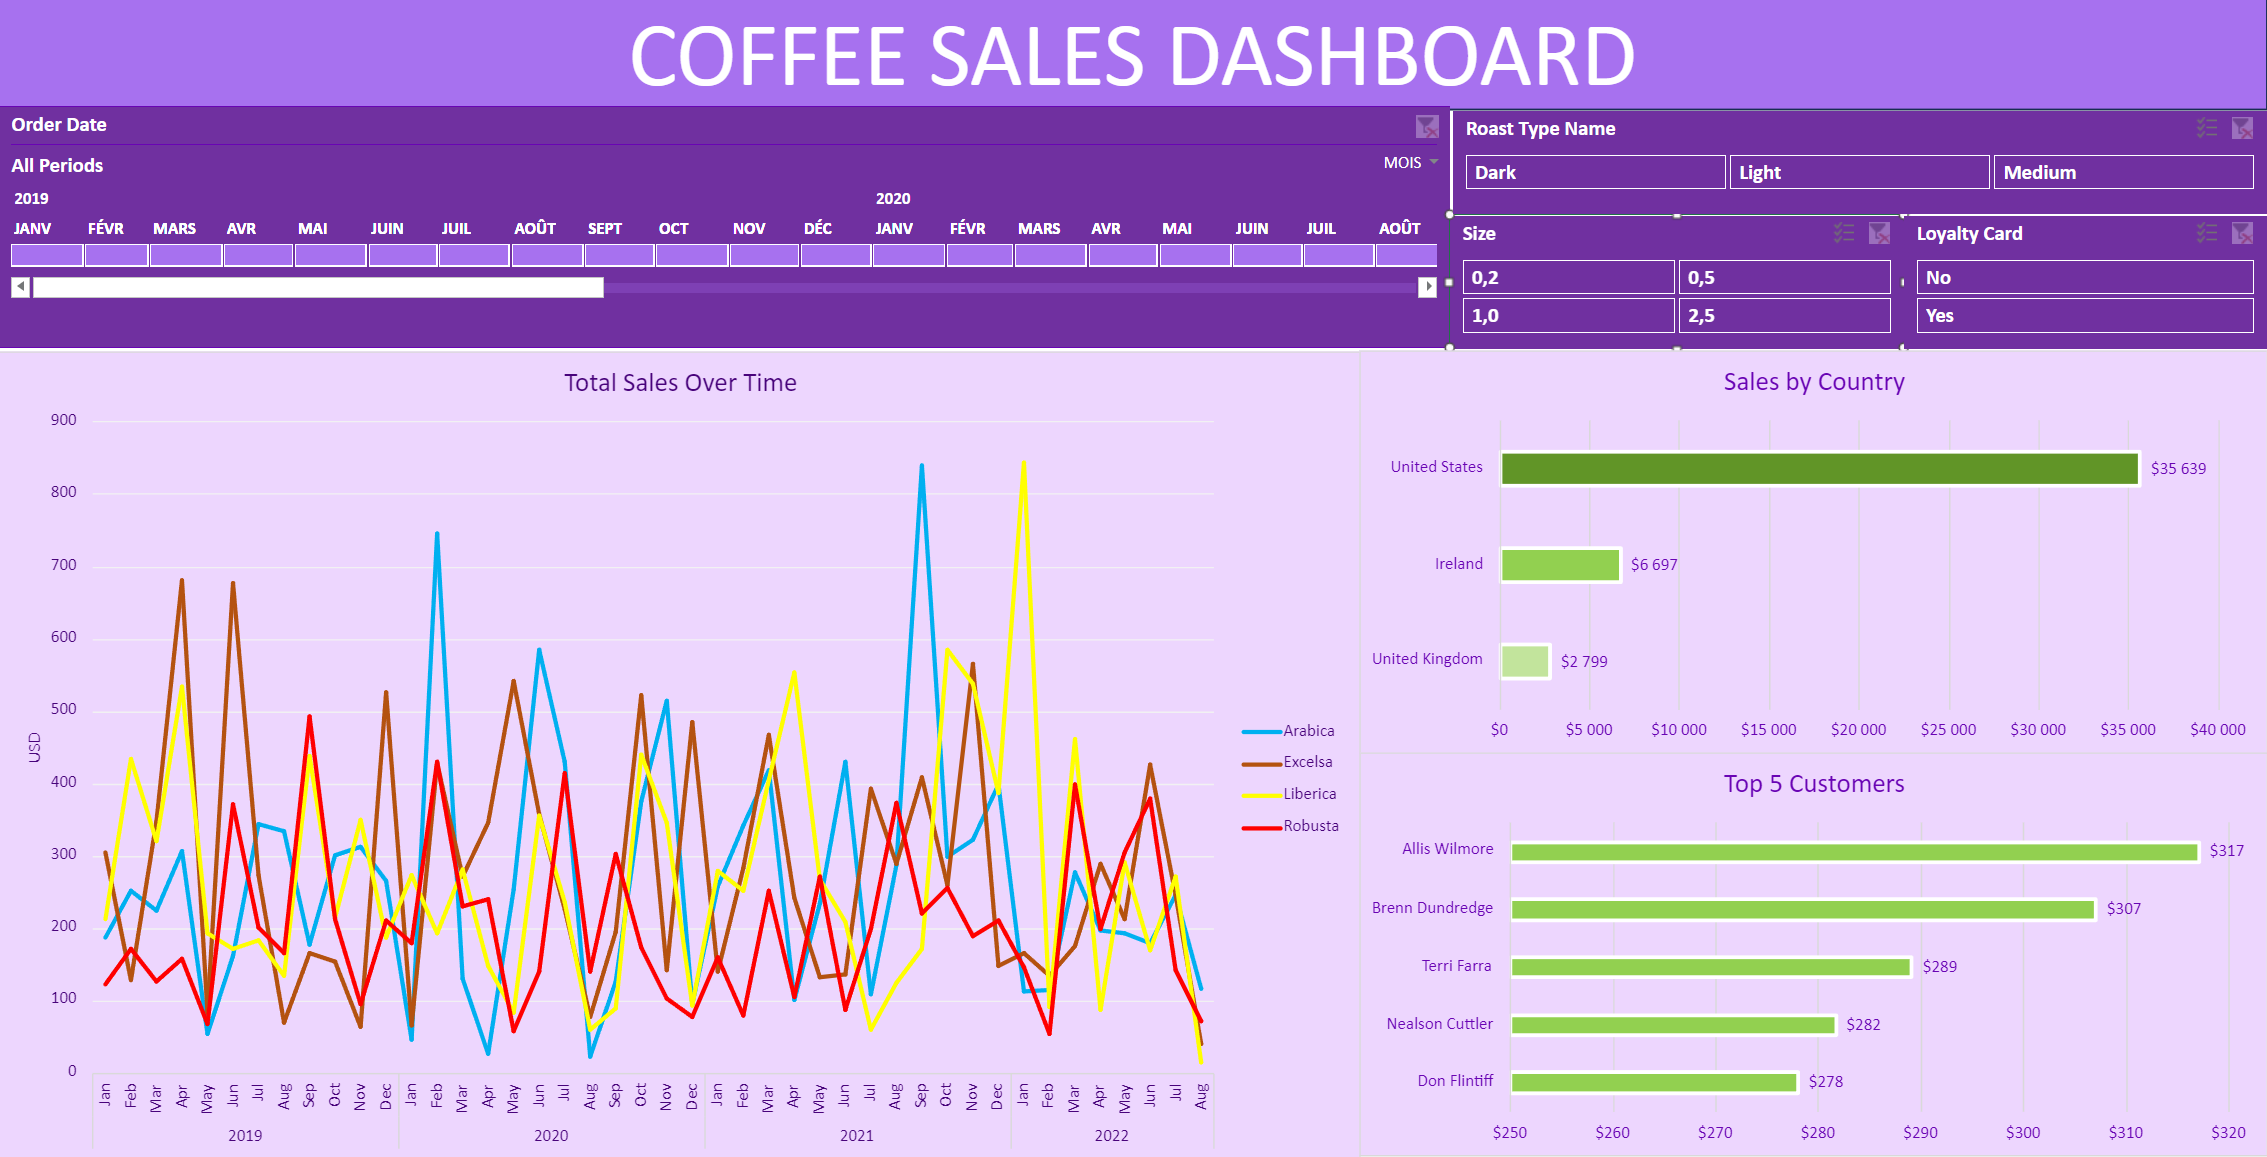 COFFEE SALES DASHBOARD
Order Date
All Periods
MOIS
2019 2020
JANV FÉVR MARS AVR MAI JUIN JUIL AOÛT SEPT OCT NOV DÉC JANV FÉVR MARS AVR MAI JUIN JUIL AOÛT
Roast Type Name
Dark Light Medium
Size
0,2 0,5
1,0 2,5
Loyalty Card
No
Yes
Total Sales Over Time
900
800
700
600
500
400
300
200
100
0
USD
Jan Feb Mar Apr May Jun Jul Aug Sep Oct Nov Dec Jan Feb Mar Apr May Jun Jul Aug Sep Oct Nov Dec Jan Feb Mar Apr May Jun Jul Aug Sep Oct Nov Dec Jan Feb Mar Apr May Jun Jul Aug
2019 2020 2021 2022
Arabica
Excelsa
Liberica
Robusta
Sales by Country
United States $35 639
Ireland $6 697
United Kingdom $2 799
$0 $5 000 $10 000 $15 000 $20 000 $25 000 $30 000 $35 000 $40 000
Top 5 Customers
Allis Wilmore $317
Brenn Dundredge $307
Terri Farra $289
Nealson Cuttler $282
Don Flintiff $278
$250 $260 $270 $280 $290 $300 $310 $320